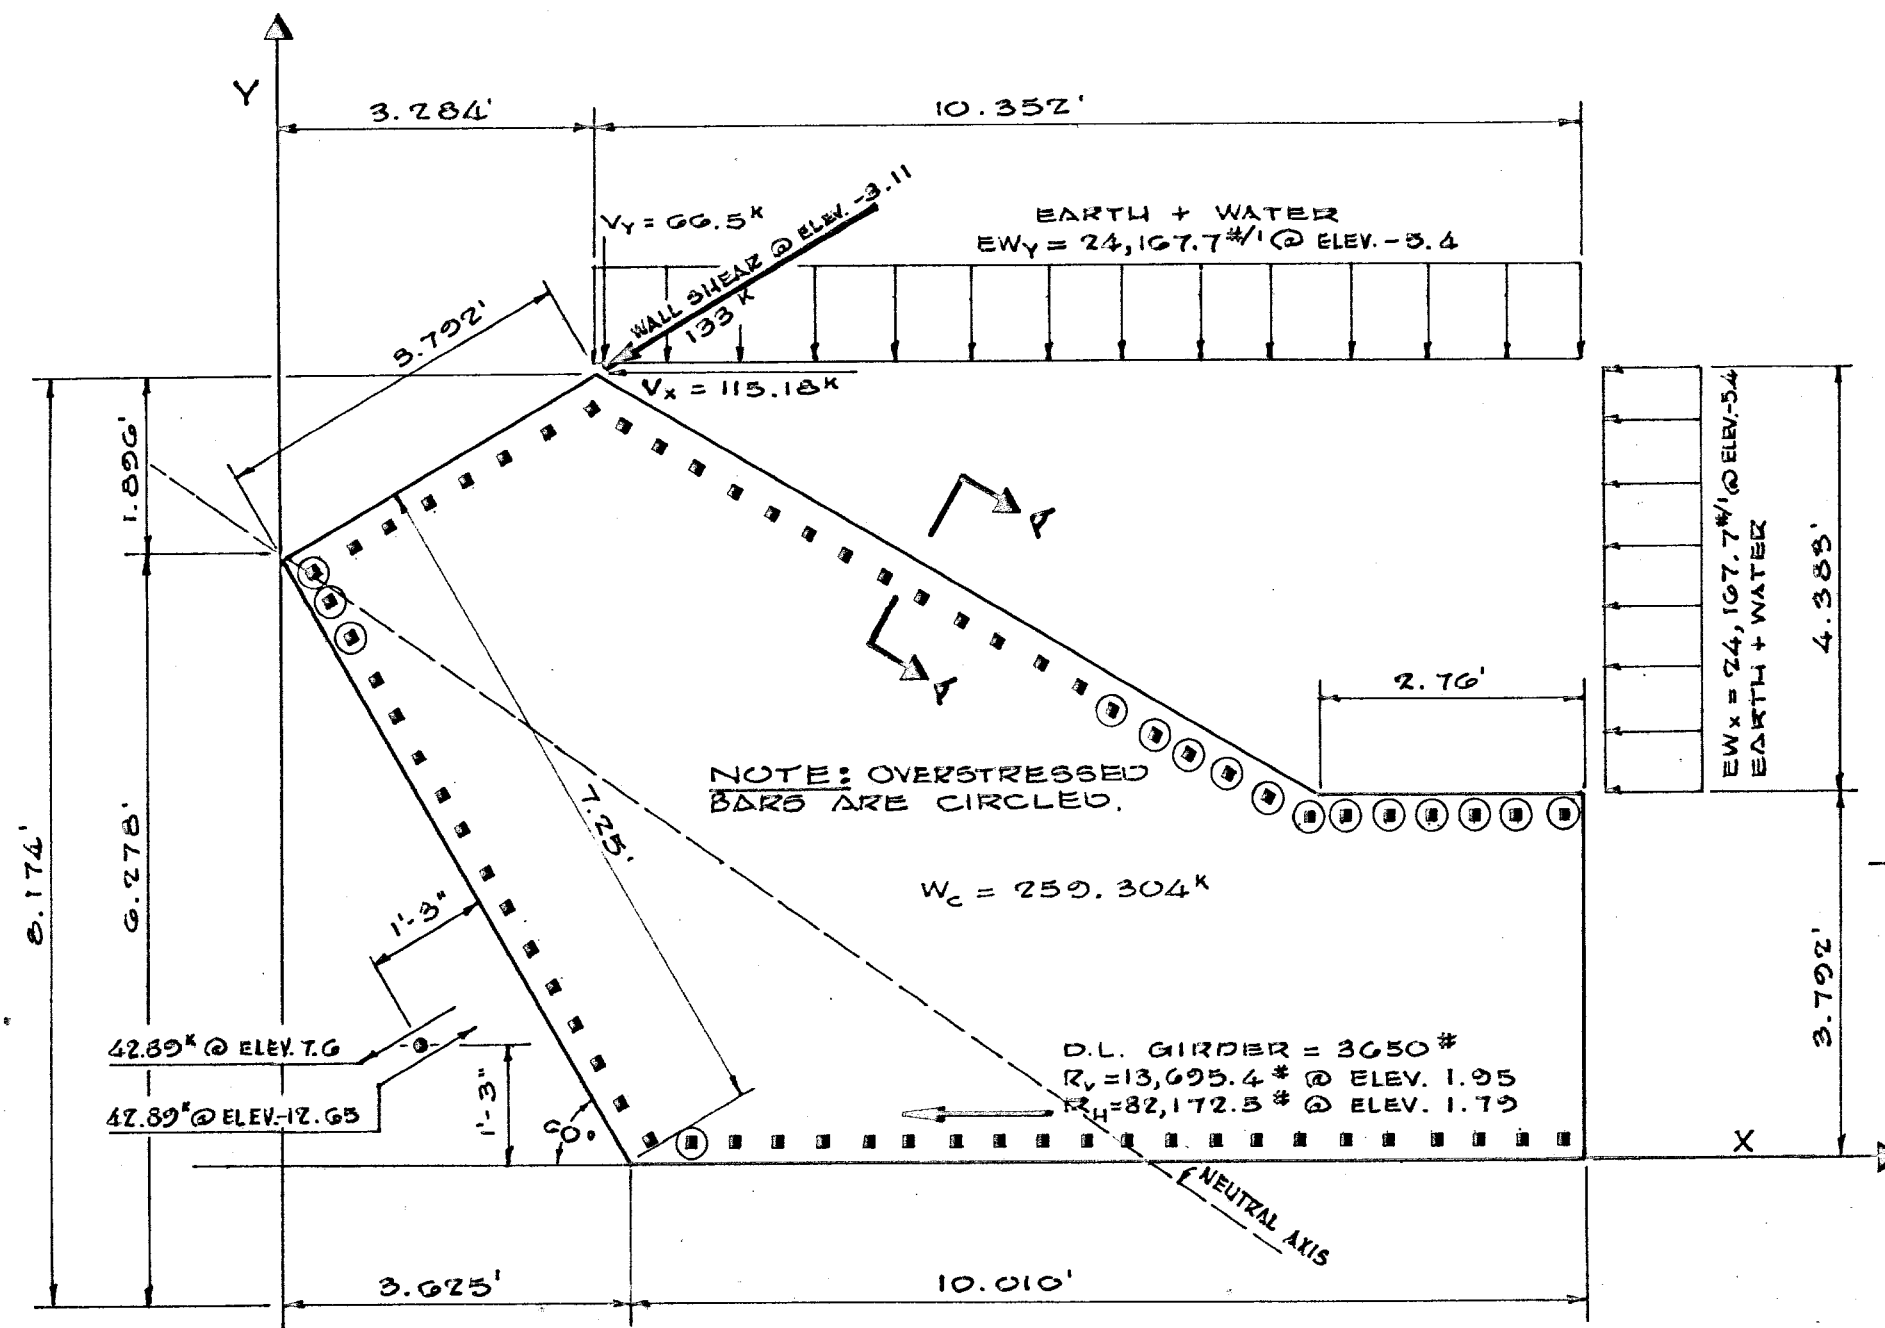 Y
3.284'
10.352'
WALL SHEAR @ ELEV. -3.11
133 K
VY = 66.5K
EARTH + WATER
EWY = 24,167.7 #/' @ ELEV. -5.4
3.792'
VX = 115.18K
1.896'
8.174'
6.278'
EWX = 24,167.7#/' @ ELEV.-5.4
EARTH + WATER
4.383'
A
A
2.76'
NOTE: OVERSTRESSED
BARS ARE CIRCLED.
7.25'
WC = 259.304K
1'-3"
3.792'
42.89K @ ELEV. 7.6
42.89K @ ELEV.-12.65
1'-3"
60°
D.L. GIRDER = 3650 #
RV=13,695.4 # @ ELEV. 1.95
RH=82,172.5 # @ ELEV. 1.79
X
NEUTRAL AXIS
3.625'
10.010'